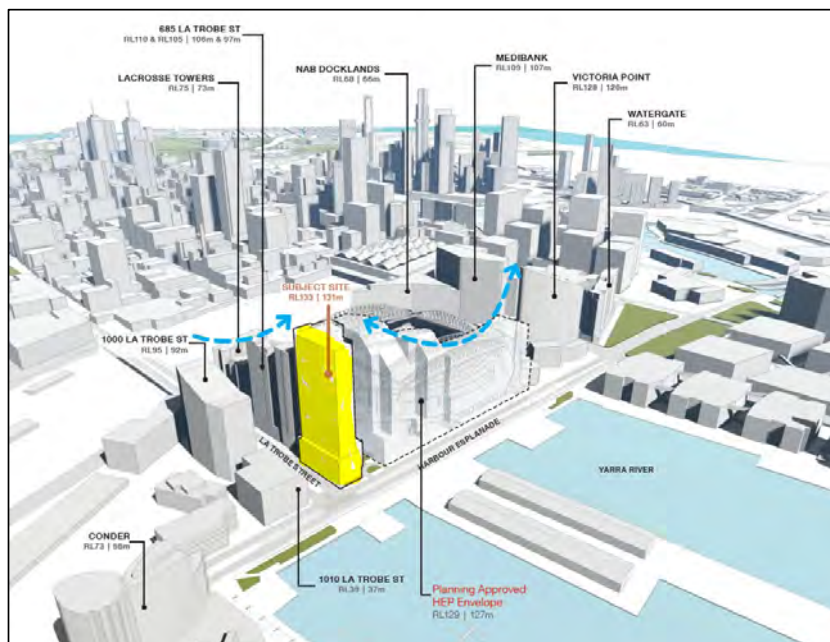 685 LA TROBE ST
RL110 & RL105 | 106m & 97m
LACROSSE TOWERS
RL75 | 73m
NAB DOCKLANDS
RL68 | 66m
MEDIBANK
RL109 | 107m
VICTORIA POINT
RL128 | 126m
WATERGATE
RL63 | 60m
SUBJECT SITE
RL133 | 131m
1000 LA TROBE ST
RL95 | 92m
LA TROBE STREET
HARBOUR ESPLANADE
YARRA RIVER
CONDER
RL73 | 98m
1010 LA TROBE ST
RL39 | 37m
Planning Approved
HEP Envelope
RL129 | 127m